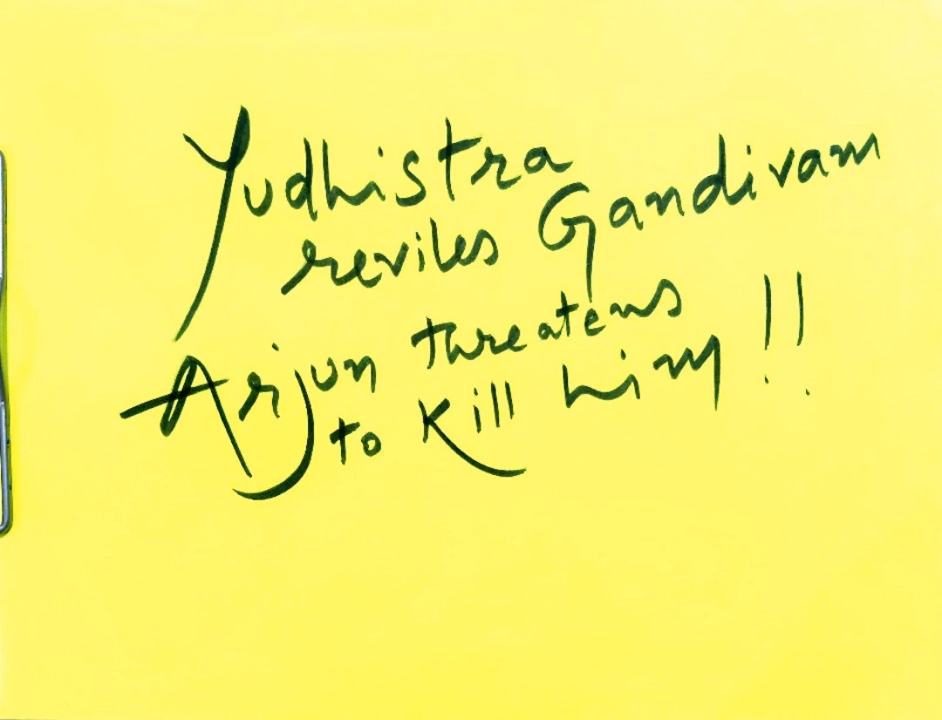 Yudhistra
reviles Gandivam
Arjun threatens
to Kill him !!